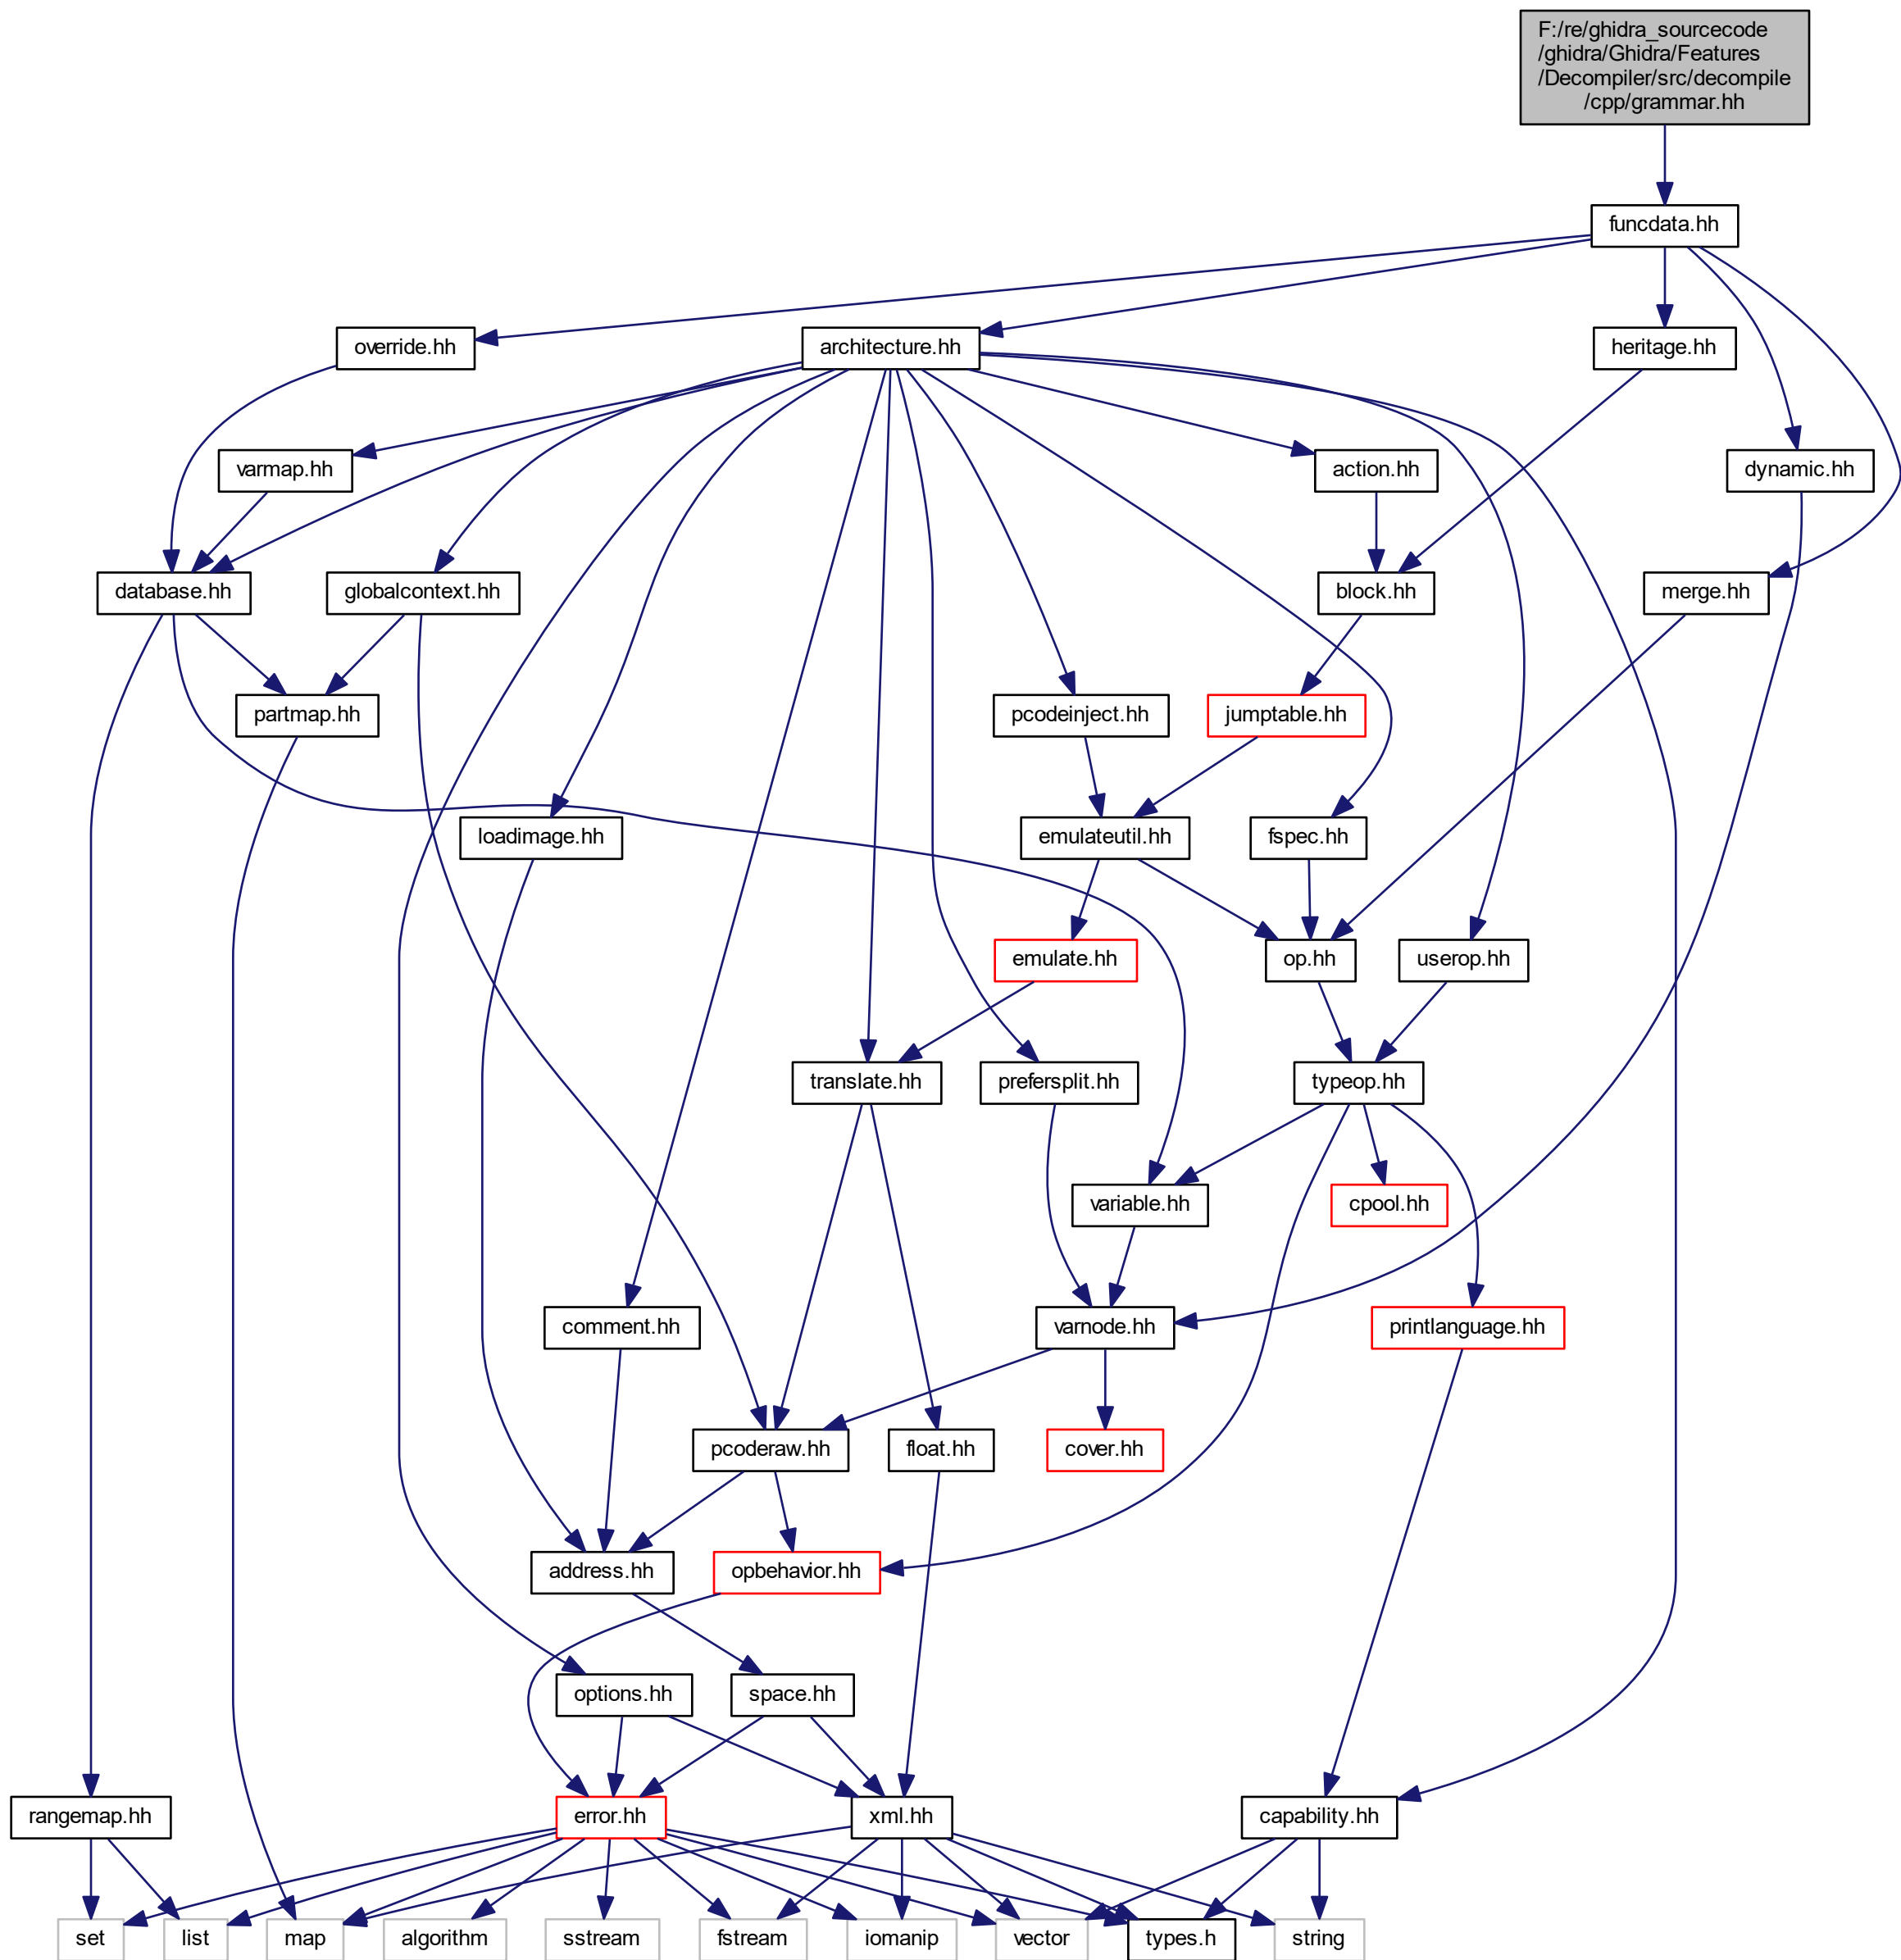 F:/re/ghidra_sourcecode
/ghidra/Ghidra/Features
/Decompiler/src/decompile
/cpp/grammar.hh
funcdata.hh
override.hh
architecture.hh
heritage.hh
varmap.hh
action.hh
dynamic.hh
database.hh
globalcontext.hh
block.hh
merge.hh
partmap.hh
pcodeinject.hh
jumptable.hh
loadimage.hh
emulateutil.hh
fspec.hh
emulate.hh
op.hh
userop.hh
translate.hh
prefersplit.hh
typeop.hh
variable.hh
cpool.hh
comment.hh
varnode.hh
printlanguage.hh
pcoderaw.hh
float.hh
cover.hh
address.hh
opbehavior.hh
options.hh
space.hh
rangemap.hh
error.hh
xml.hh
capability.hh
set
list
map
algorithm
sstream
fstream
iomanip
vector
types.h
string